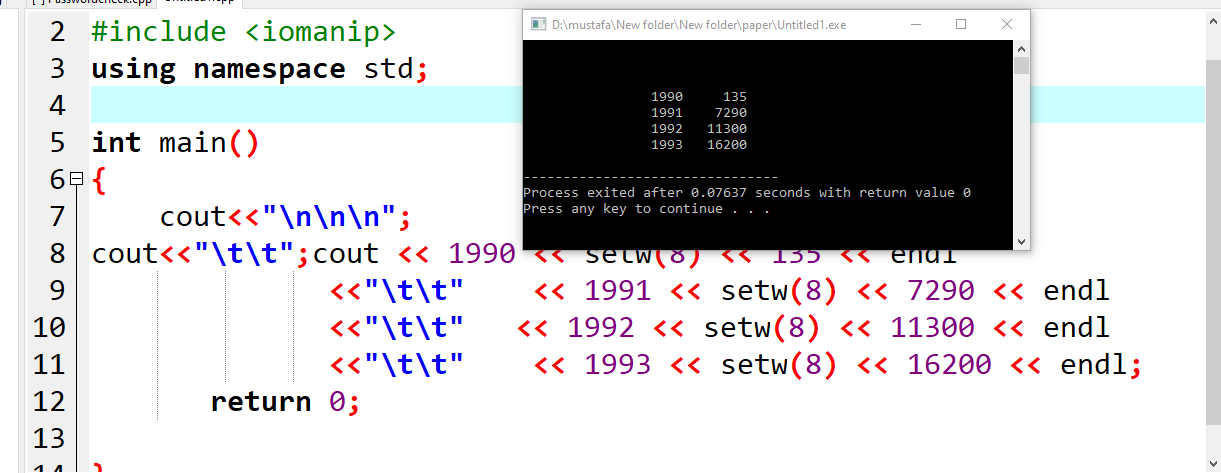 D:\mustafa\New folder\New folder\paper\Untitled1.exe
2 #include <iomanip>
3 using namespace std;
4
5 int main()
6 {
7 cout<<"\n\n\n";
8 cout<<"\t\t";cout << 1990 << setw(8) << 135 << endl
9 <<"\t\t" << 1991 << setw(8) << 7290 << endl
10 <<"\t\t" << 1992 << setw(8) << 11300 << endl
11 <<"\t\t" << 1993 << setw(8) << 16200 << endl;
12 return 0;
13
14 }
1990 135
1991 7290
1992 11300
1993 16200
--------------------------------
Process exited after 0.07637 seconds with return value 0
Press any key to continue . . .